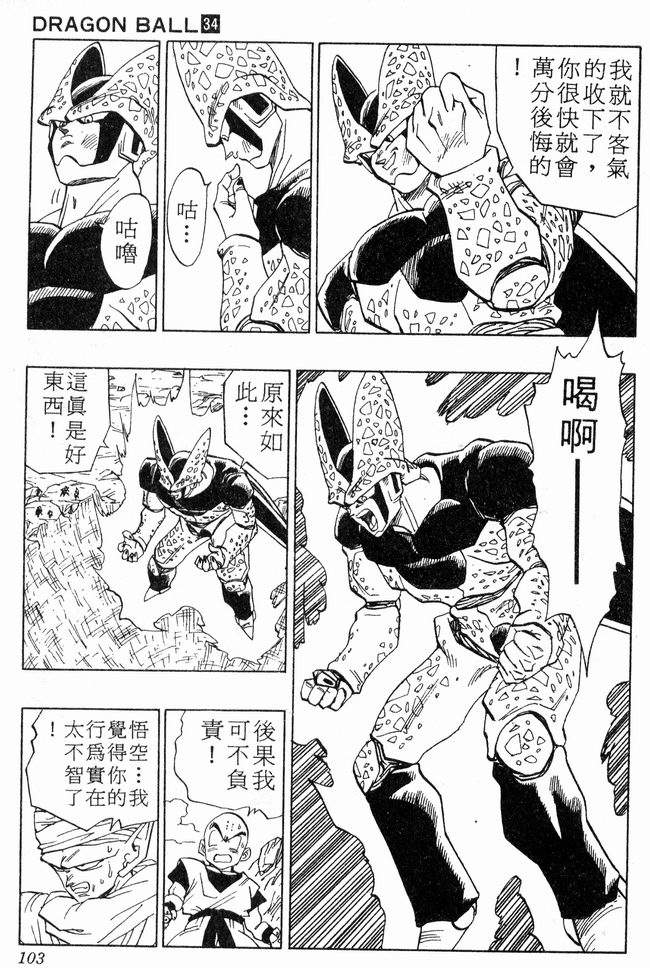 DRAGON BALL 34
我就不客氣
的收下了，
你很快就會
萬分後悔的
！
咕…
咕嚕
喝啊——
原來如
此…
這眞是好
東西！
後果我
可不負
責！
悟空…我
覺得你的
行爲實在
太不智了
！
103